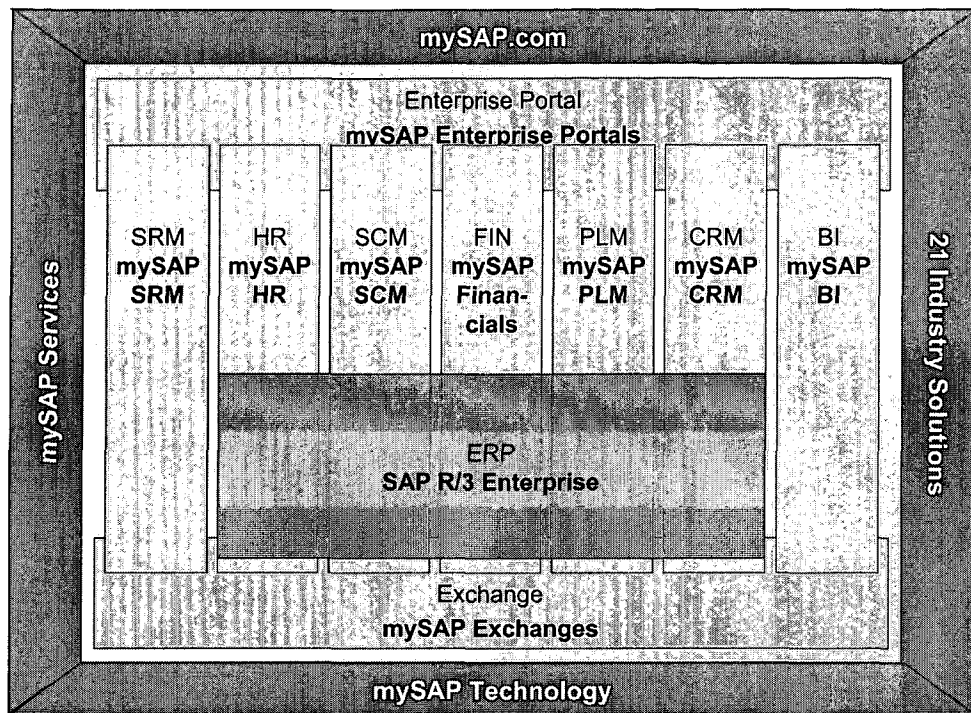 mySAP.com
Enterprise Portal
mySAP Enterprise Portals
mySAP Services
SRM
mySAP
SRM
HR
mySAP
HR
SCM
mySAP
SCM
FIN
mySAP
Finan-
cials
PLM
mySAP
PLM
CRM
mySAP
CRM
BI
mySAP
BI
21 Industry Solutions
ERP
SAP R/3 Enterprise
Exchange
mySAP Exchanges
mySAP Technology